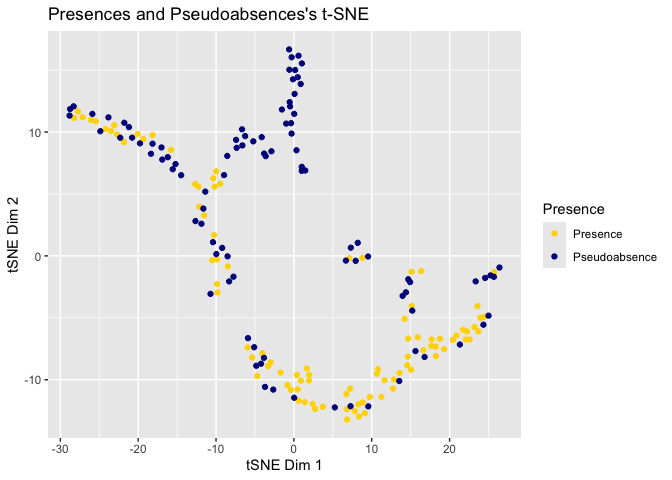 Presences and Pseudoabsences's t-SNE
10
0
-10
-30
-20
-10
0
10
20
tSNE Dim 1
tSNE Dim 2
Presence
Presence
Pseudoabsence